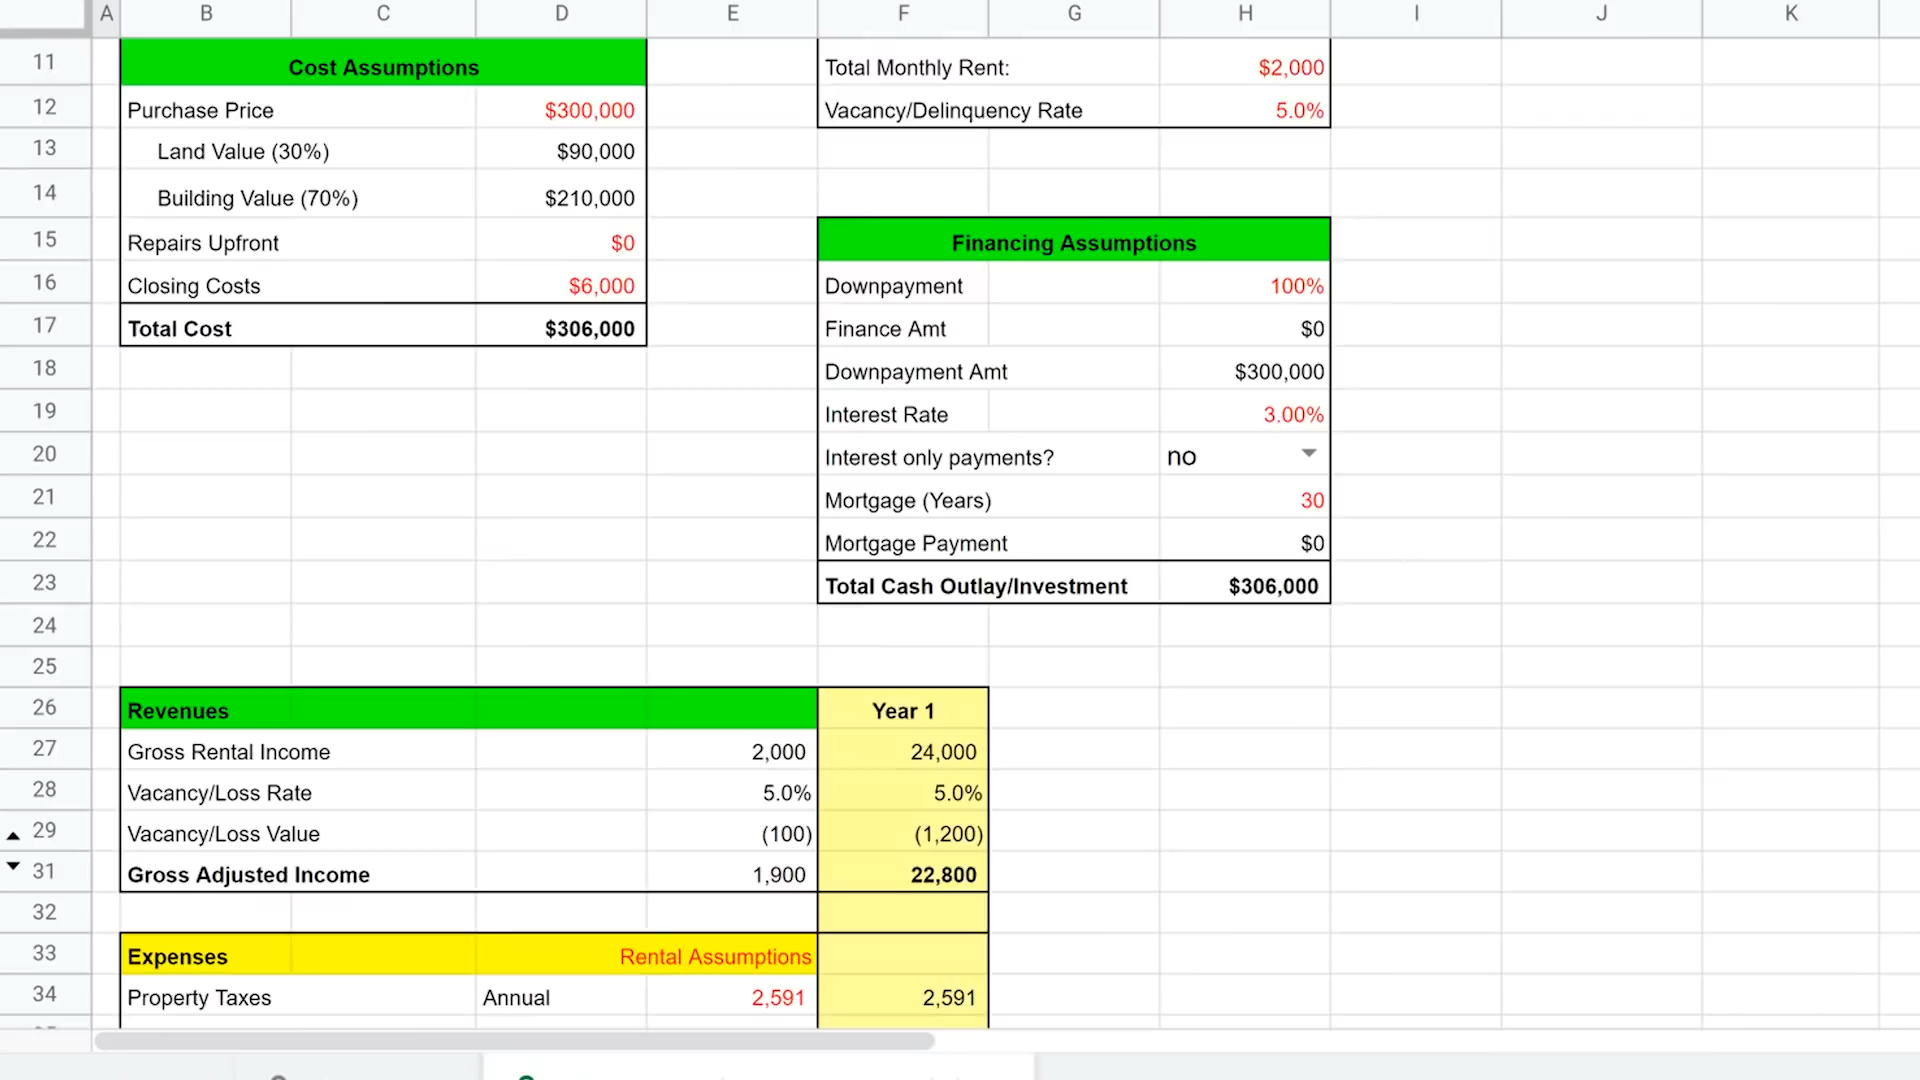 A B C D E F G H I J K
11 Cost Assumptions Total Monthly Rent: $2,000
12 Purchase Price $300,000 Vacancy/Delinquency Rate 5.0%
13 Land Value (30%) $90,000
14 Building Value (70%) $210,000
15 Repairs Upfront $0 Financing Assumptions
16 Closing Costs $6,000 Downpayment 100%
17 Total Cost $306,000 Finance Amt $0
18 Downpayment Amt $300,000
19 Interest Rate 3.00%
20 Interest only payments? no
21 Mortgage (Years) 30
22 Mortgage Payment $0
23 Total Cash Outlay/Investment $306,000
24
25
26 Revenues Year 1
27 Gross Rental Income 2,000 24,000
28 Vacancy/Loss Rate 5.0% 5.0%
29 Vacancy/Loss Value (100) (1,200)
31 Gross Adjusted Income 1,900 22,800
32
33 Expenses Rental Assumptions
34 Property Taxes Annual 2,591 2,591